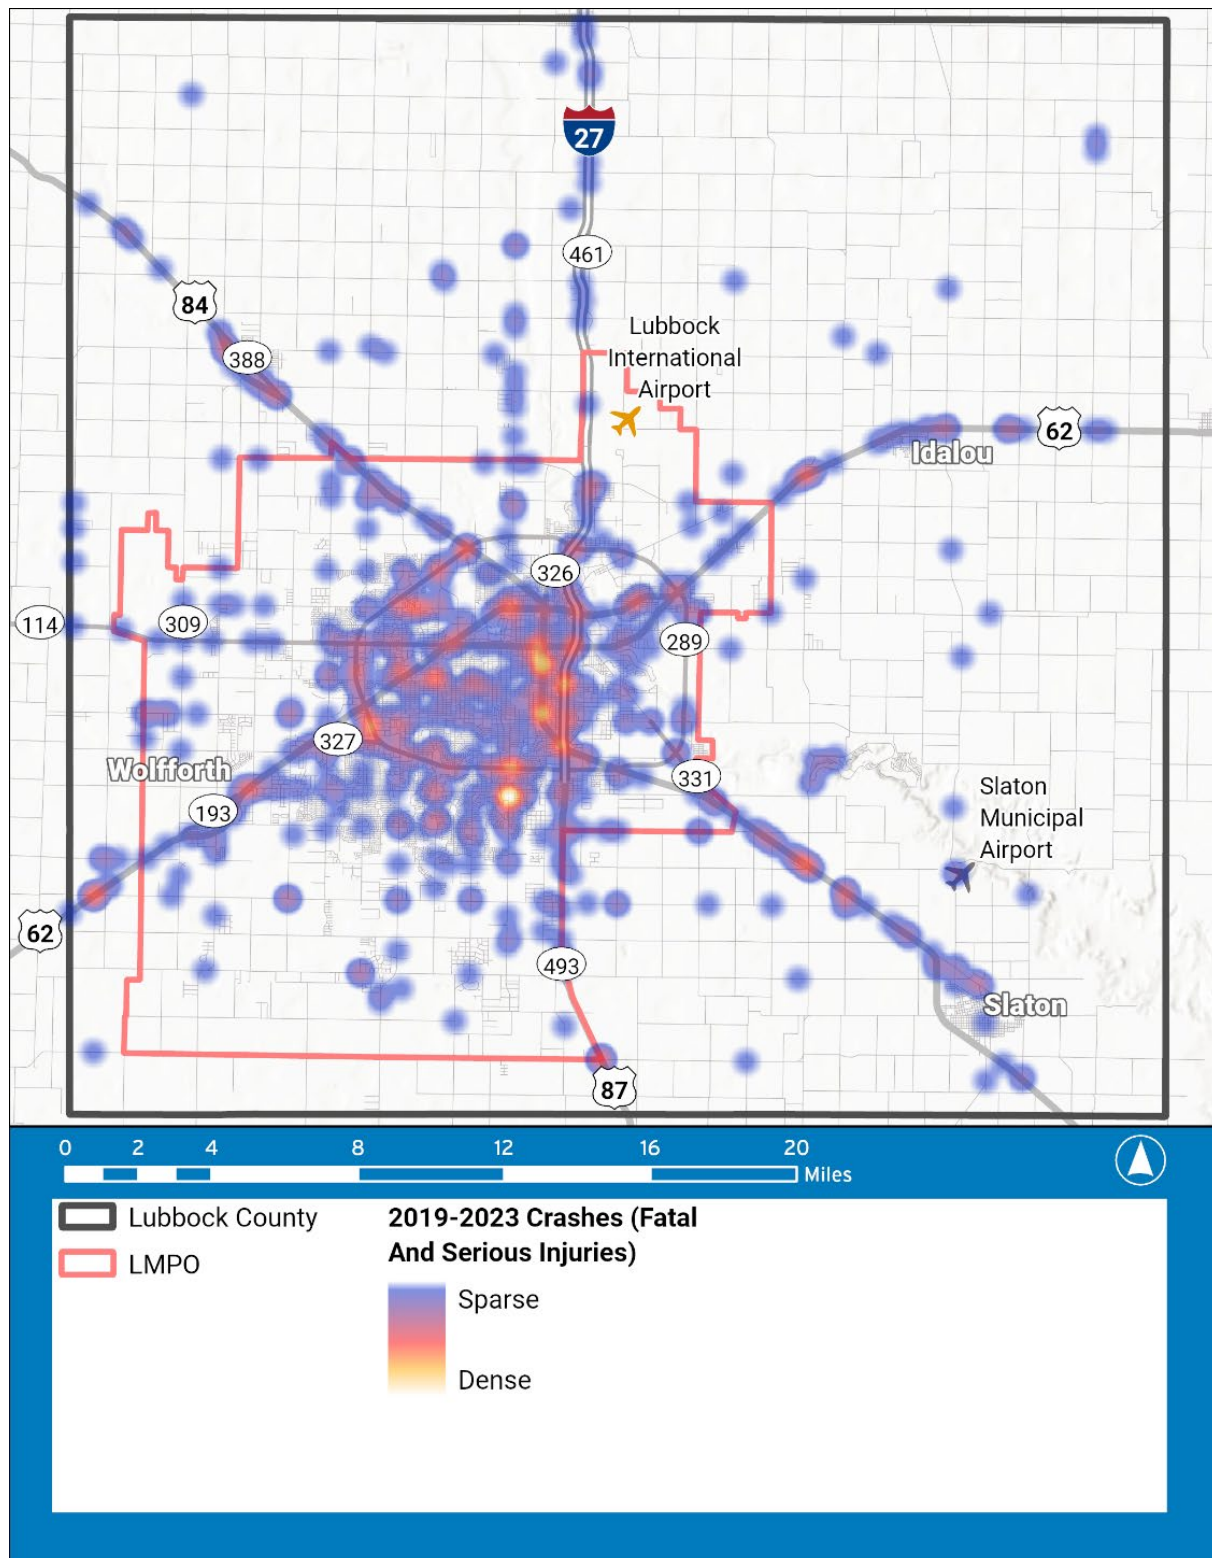 27
461
84
388
Lubbock
International
Airport
62
Idalou
326
114
309
289
327
Wolfforth
331
193
Slaton
Municipal
Airport
62
493
Slaton
87
0 2 4 8 12 16 20
Miles
Lubbock County
LMPO
2019-2023 Crashes (Fatal
And Serious Injuries)
Sparse
Dense